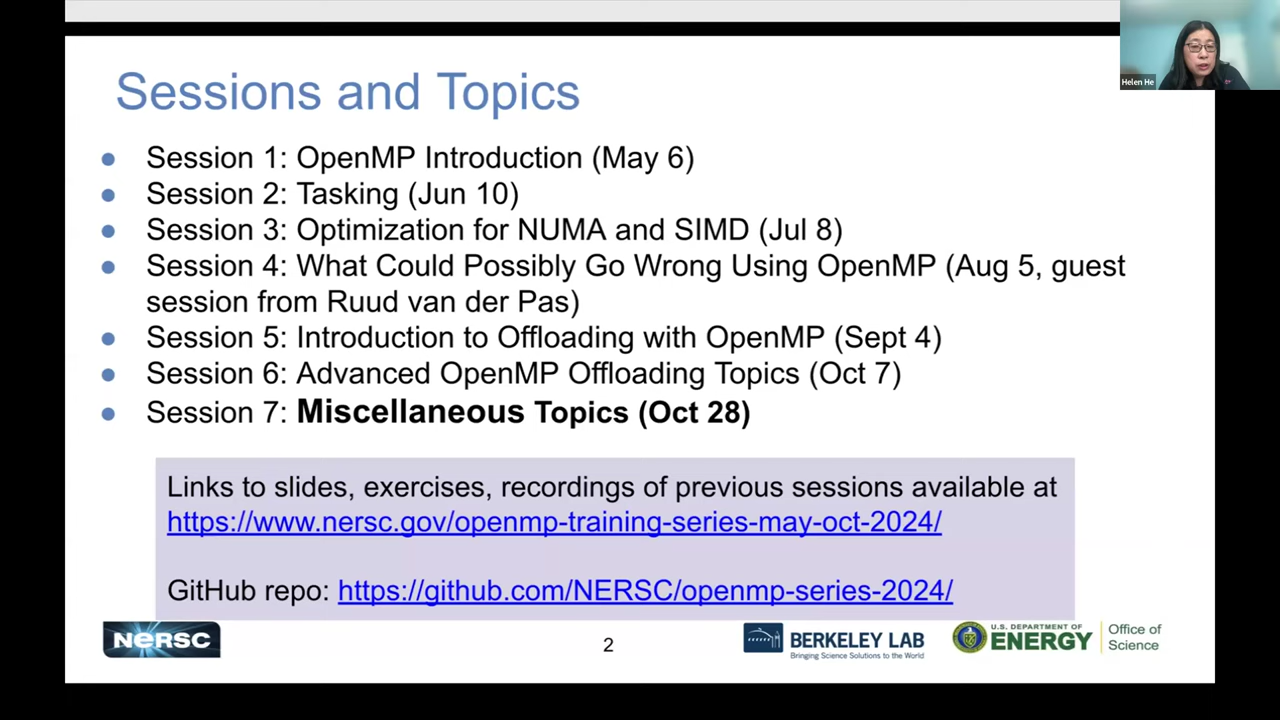 Helen He
Sessions and Topics
● Session 1: OpenMP Introduction (May 6)
● Session 2: Tasking (Jun 10)
● Session 3: Optimization for NUMA and SIMD (Jul 8)
● Session 4: What Could Possibly Go Wrong Using OpenMP (Aug 5, guest
session from Ruud van der Pas)
● Session 5: Introduction to Offloading with OpenMP (Sept 4)
● Session 6: Advanced OpenMP Offloading Topics (Oct 7)
● Session 7: Miscellaneous Topics (Oct 28)
Links to slides, exercises, recordings of previous sessions available at
https://www.nersc.gov/openmp-training-series-may-oct-2024/
GitHub repo: https://github.com/NERSC/openmp-series-2024/
NERSC
2
BERKELEY LAB
Bringing Science Solutions to the World
U.S. DEPARTMENT OF
ENERGY
Office of
Science